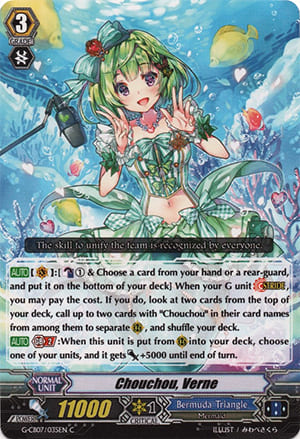 3
GRADE
The skill to unify the team is recognized by everyone.
AUTO [ ]:[ 1 & Choose a card from your hand or a rear-guard,
and put it on the bottom of your deck] When your G unit STRIDE,
you may pay the cost. If you do, look at two cards from the top of
your deck, call up to two cards with "Chouchou" in their card names
from among them to separate , and shuffle your deck.
AUTO GB2: When this unit is put on from into your deck, choose
one of your units, and it gets +5000 until end of turn.
NORMAL
UNIT
Chouchou, Verne
POWER
11000
1
CRITICAL
Bermuda Triangle
Mermaid
G-CB07/035EN C
ILLUST / みわべさくら